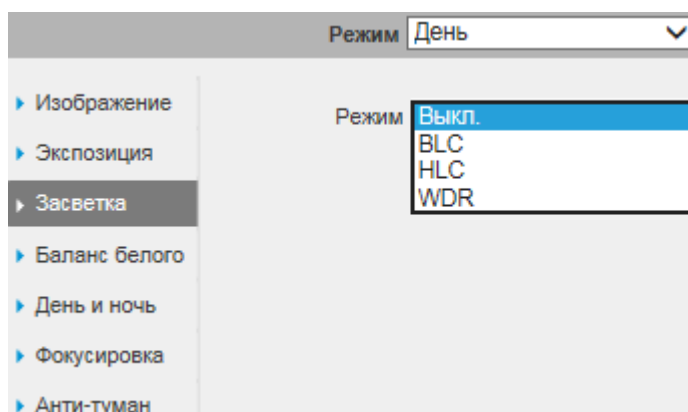 Режим День
Изображение
Режим Выкл.
BLC
Экспозиция
HLC
Засветка
WDR
Баланс белого
День и ночь
Фокусировка
Анти-туман